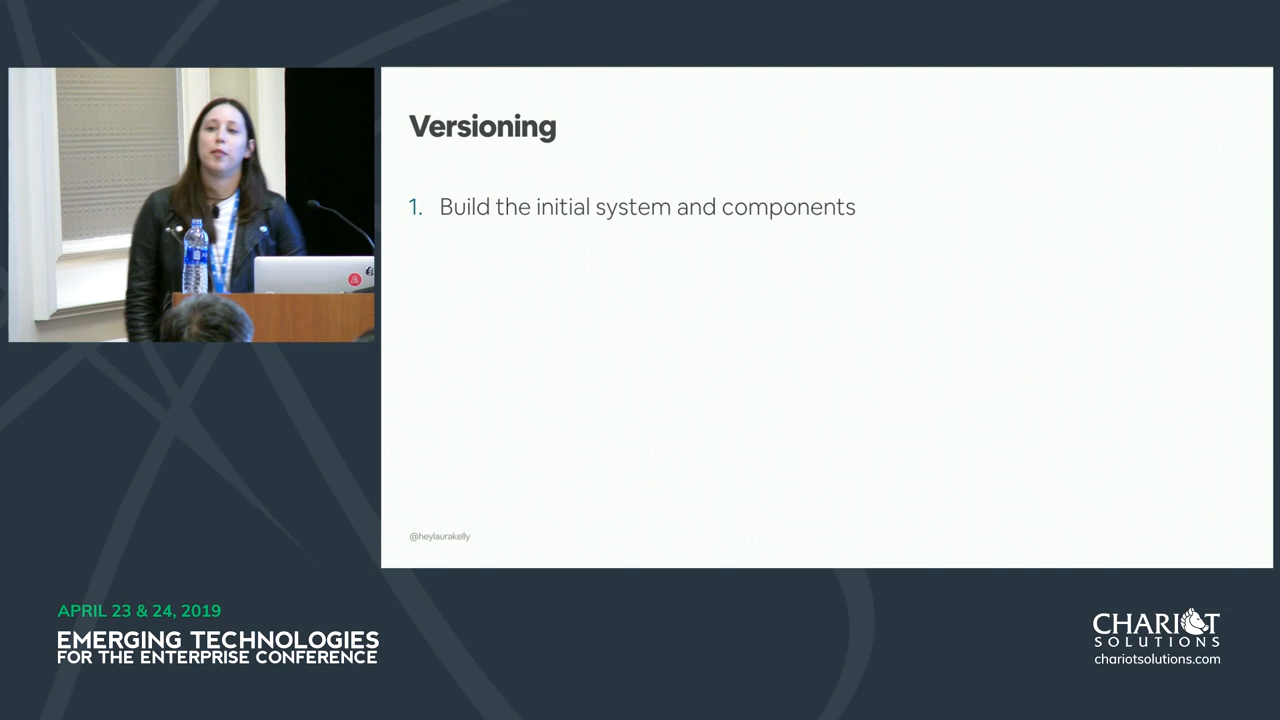 Versioning
1. Build the initial system and components
@heylaurakelly
APRIL 23 & 24, 2019
EMERGING TECHNOLOGIES
FOR THE ENTERPRISE CONFERENCE
CHARIOT
SOLUTIONS
chariotsolutions.com